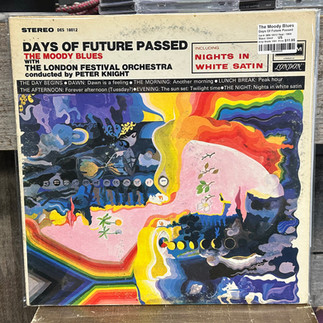 STEREO DES 18012
DAYS OF FUTURE PASSED
THE MOODY BLUES
WITH
THE LONDON FESTIVAL ORCHESTRA
conducted by PETER KNIGHT
INCLUDING
NIGHTS IN
WHITE SATIN
The Moody Blues
Days Of Future Passed
LONDON
THE DAY BEGINS • DAWN: Dawn is a feeling • THE MORNING: Another morning • LUNCH BREAK: Peak hour
THE AFTERNOON: Forever afternoon (Tuesday?) • EVENING: The sun set: Twilight time • THE NIGHT: Nights in white satin